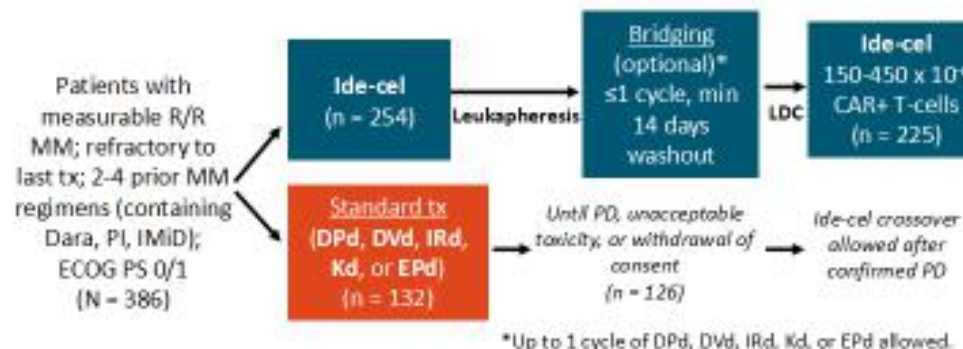 Patients with
measurable R/R
MM; refractory to
last tx; 2-4 prior MM
regimens (containing
Dara, PI, IMiD);
ECOG PS 0/1
(N = 386)
Ide-cel
(n = 254)
Leukapheresis
Bridging
(optional)*
≤1 cycle, min
14 days
washout
LDC
Ide-cel
150-450 x 10
CAR+ T-cells
(n = 225)
Standard tx
(DPd, DVd, IRd,
Kd, or EPd)
(n = 132)
Until PD, unacceptable
toxicity, or withdrawal of
consent
(n = 126)
Ide-cel crossover
allowed after
confirmed PD
*Up to 1 cycle of DPd, DVd, IRd, Kd, or EPd allowed.